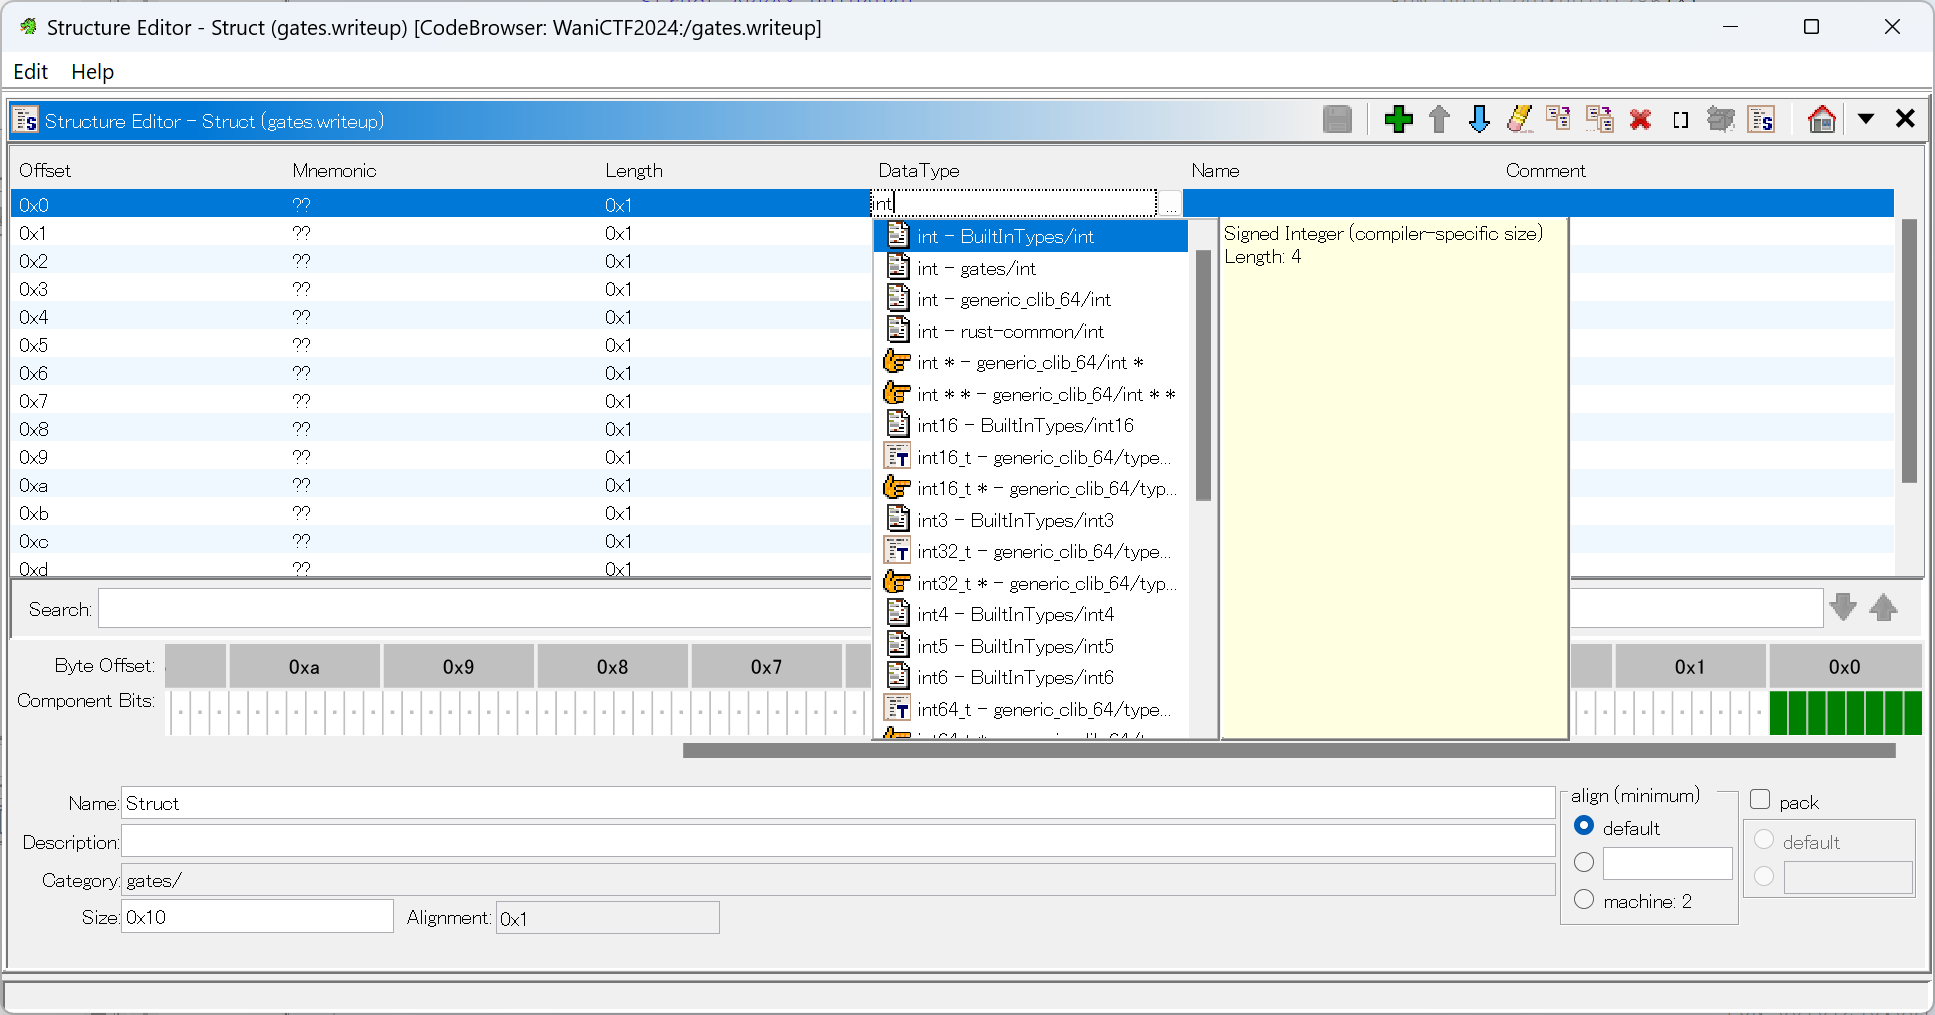 Structure Editor - Struct (gates.writeup) [CodeBrowser: WaniCTF2024:/gates.writeup]
Edit Help
Structure Editor - Struct (gates.writeup)
Offset Mnemonic Length DataType Name Comment
0x0 ?? 0x1 int ...
0x1 ?? 0x1
0x2 ?? 0x1
0x3 ?? 0x1
0x4 ?? 0x1
0x5 ?? 0x1
0x6 ?? 0x1
0x7 ?? 0x1
0x8 ?? 0x1
0x9 ?? 0x1
0xa ?? 0x1
0xb ?? 0x1
0xc ?? 0x1
0xd ?? 0x1
int - BuiltInTypes/int
int - gates/int
int - generic_clib_64/int
int - rust-common/int
int * - generic_clib_64/int *
int * * - generic_clib_64/int * *
int16 - BuiltInTypes/int16
int16_t - generic_clib_64/type...
int16_t * - generic_clib_64/typ...
int3 - BuiltInTypes/int3
int32_t - generic_clib_64/type...
int32_t * - generic_clib_64/typ...
int4 - BuiltInTypes/int4
int5 - BuiltInTypes/int5
int6 - BuiltInTypes/int6
int64_t - generic_clib_64/type...
Signed Integer (compiler-specific size)
Length: 4
Search:
Byte Offset: 0xa 0x9 0x8 0x7 0x1 0x0
Component Bits:
Name: Struct
Description:
Category: gates/
Size: 0x10 Alignment: 0x1
align (minimum)
default
machine: 2
pack
default